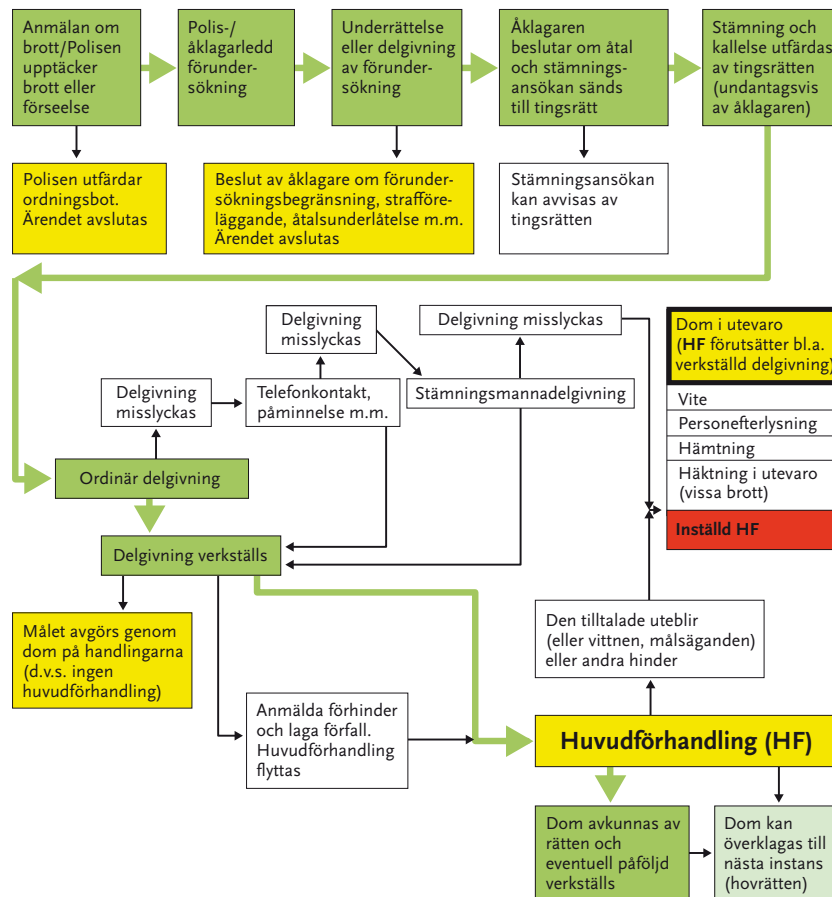 Anmälan om
brott/Polisen
upptäcker
brott eller
förseelse
Polis-/
åklagarledd
förunder-
sökning
Underrättelse
eller delgivning
av förunder-
sökning
Åklagaren
beslutar om åtal
och stämnings-
ansökan sänds
till tingsrätt
Stämning och
kallelse utfärdas
av tingsrätten
(undantagsvis
av åklagaren)
Polisen utfärdar
ordningsbot.
Ärendet avslutas
Beslut av åklagare om förunder-
sökningsbegränsning, strafföre-
läggande, åtalsunderlåtelse m.m.
Ärendet avslutas
Stämningsansökan
kan avvisas av
tingsrätten
Delgivning
misslyckas
Delgivning misslyckas
Dom i utevaro
(HF förutsätter bl.a.
verkställd delgivning)
Delgivning
misslyckas
Telefonkontakt,
påminnelse m.m.
Stämningsmannadelgivning
Vite
Personefterlysning
Hämtning
Häktning i utevaro
(vissa brott)
Inställd HF
Ordinär delgivning
Delgivning verkställs
Målet avgörs genom
dom på handlingarna
(d.v.s. ingen
huvudförhandling)
Den tilltalade uteblir
(eller vittnen, målsäganden)
eller andra hinder
Anmälda förhinder
och laga förfall.
Huvudförhandling
flyttas
Huvudförhandling (HF)
Dom avkunnas av
rätten och
eventuell påföljd
verkställs
Dom kan
överklagas till
nästa instans
(hovrätten)